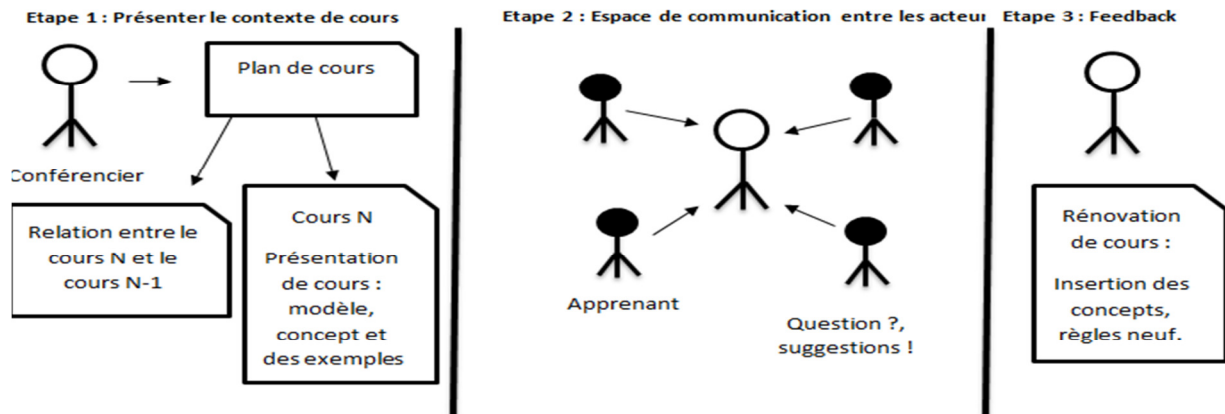 Etape 1 : Présenter le contexte de cours
Plan de cours
Conférencier
Relation entre le
cours N et le
cours N-1
Cours N
Présentation
de cours :
modèle,
concept et
des exemples
Etape 2 : Espace de communication entre les acteur
Apprenant
Question ?,
suggestions !
Etape 3 : Feedback
Rénovation
de cours :
Insertion des
concepts,
règles neuf.